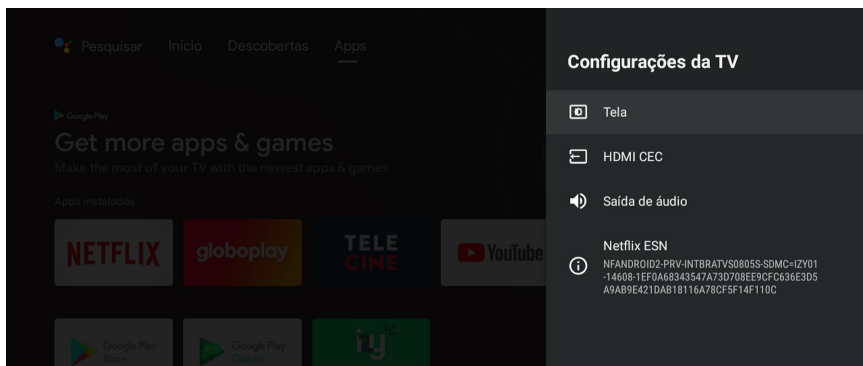 Pesquisar Início Descobertas Apps
Google Play
Get more apps & games
Make the most of your TV with the newest apps & games
Apps instalados
NETFLIX globoplay TELE CINE YouTube
Google Play Store
Google Play Games
izy
Configurações da TV
Tela
HDMI CEC
Saída de áudio
Netflix ESN
NFANDROID2-PRV-INTBRATVS0805S-SDMC=IZY01
-14608-1EF0A68343547A73D708EE9CFC636E3D5
A9AB9E421DAB18116A78CF5F14F110C